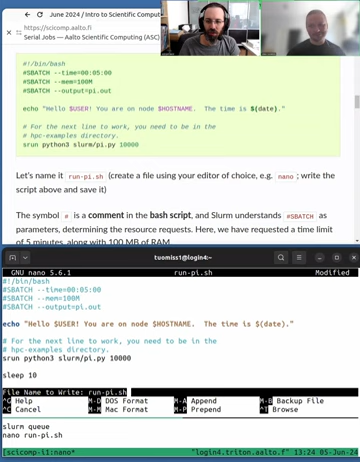 June 2024 / Intro to Scientific Comput
https://scicomp.aalto.fi
Serial Jobs — Aalto Scientific Computing (ASC)
#!/bin/bash
#SBATCH --time=00:05:00
#SBATCH --mem=100M
#SBATCH --output=pi.out
echo "Hello $USER! You are on node $HOSTNAME.  The time is $(date)."
# For the next line to work, you need to be in the
# hpc-examples directory.
srun python3 slurm/pi.py 10000
Let's name it run-pi.sh (create a file using your editor of choice, e.g. nano ; write the
script above and save it)
The symbol # is a comment in the bash script, and Slurm understands #SBATCH as
parameters, determining the resource requests. Here, we have requested a time limit
of 5 minutes, along with 100 MB of RAM.
tuomiss1@login4:~
GNU nano 5.6.1 run-pi.sh Modified
#!/bin/bash
#SBATCH --time=00:05:00
#SBATCH --mem=100M
#SBATCH --output=pi.out
echo "Hello $USER! You are on node $HOSTNAME.  The time is $(date)."
# For the next line to work, you need to be in the
# hpc-examples directory.
srun python3 slurm/pi.py 10000
sleep 10
File Name to Write: run-pi.sh
^G Help M-D DOS Format M-A Append M-B Backup File
^C Cancel M-M Mac Format M-P Prepend ^T Browse
slurm queue
nano run-pi.sh
[scicomp-i1:nano* "login4.triton.aalto.f" 13:24 05-Jun-24